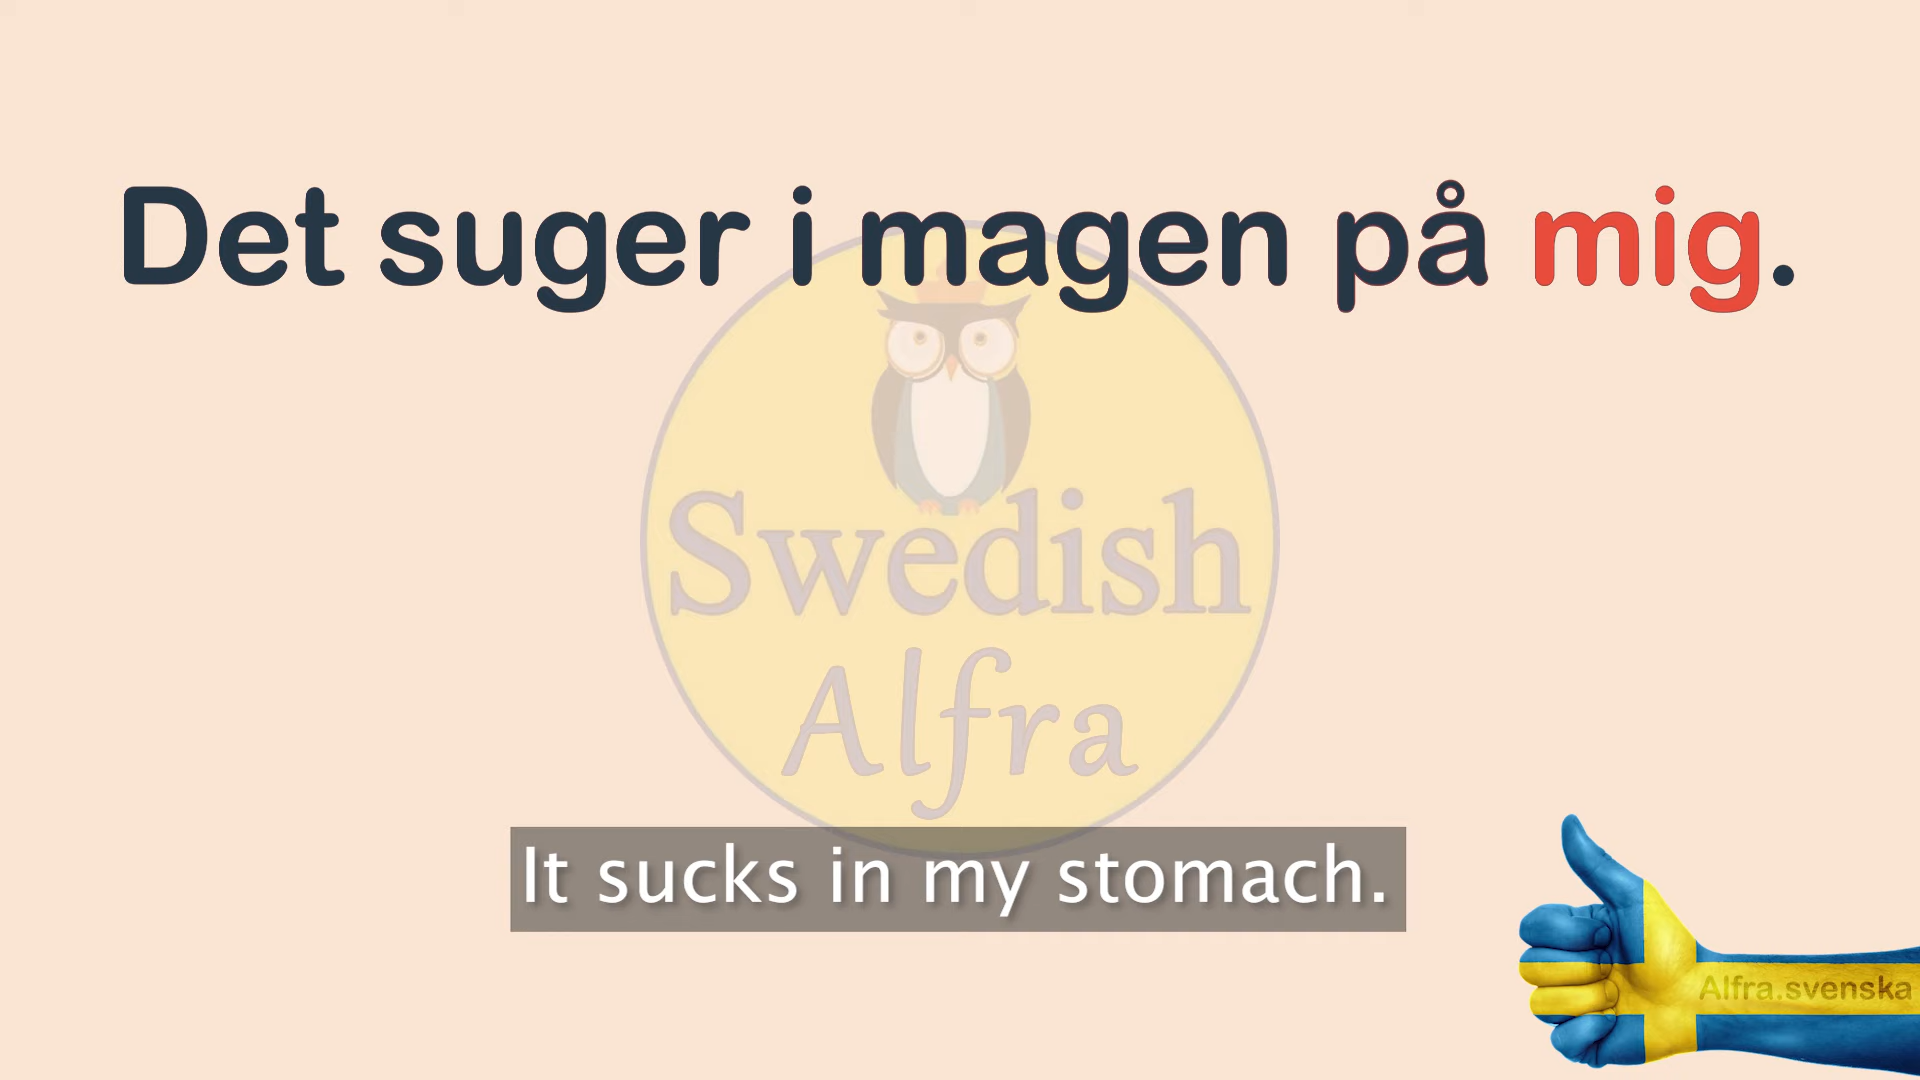 Det suger i magen på mig.
Swedish
Alfra
It sucks in my stomach.
Alfra.svenska